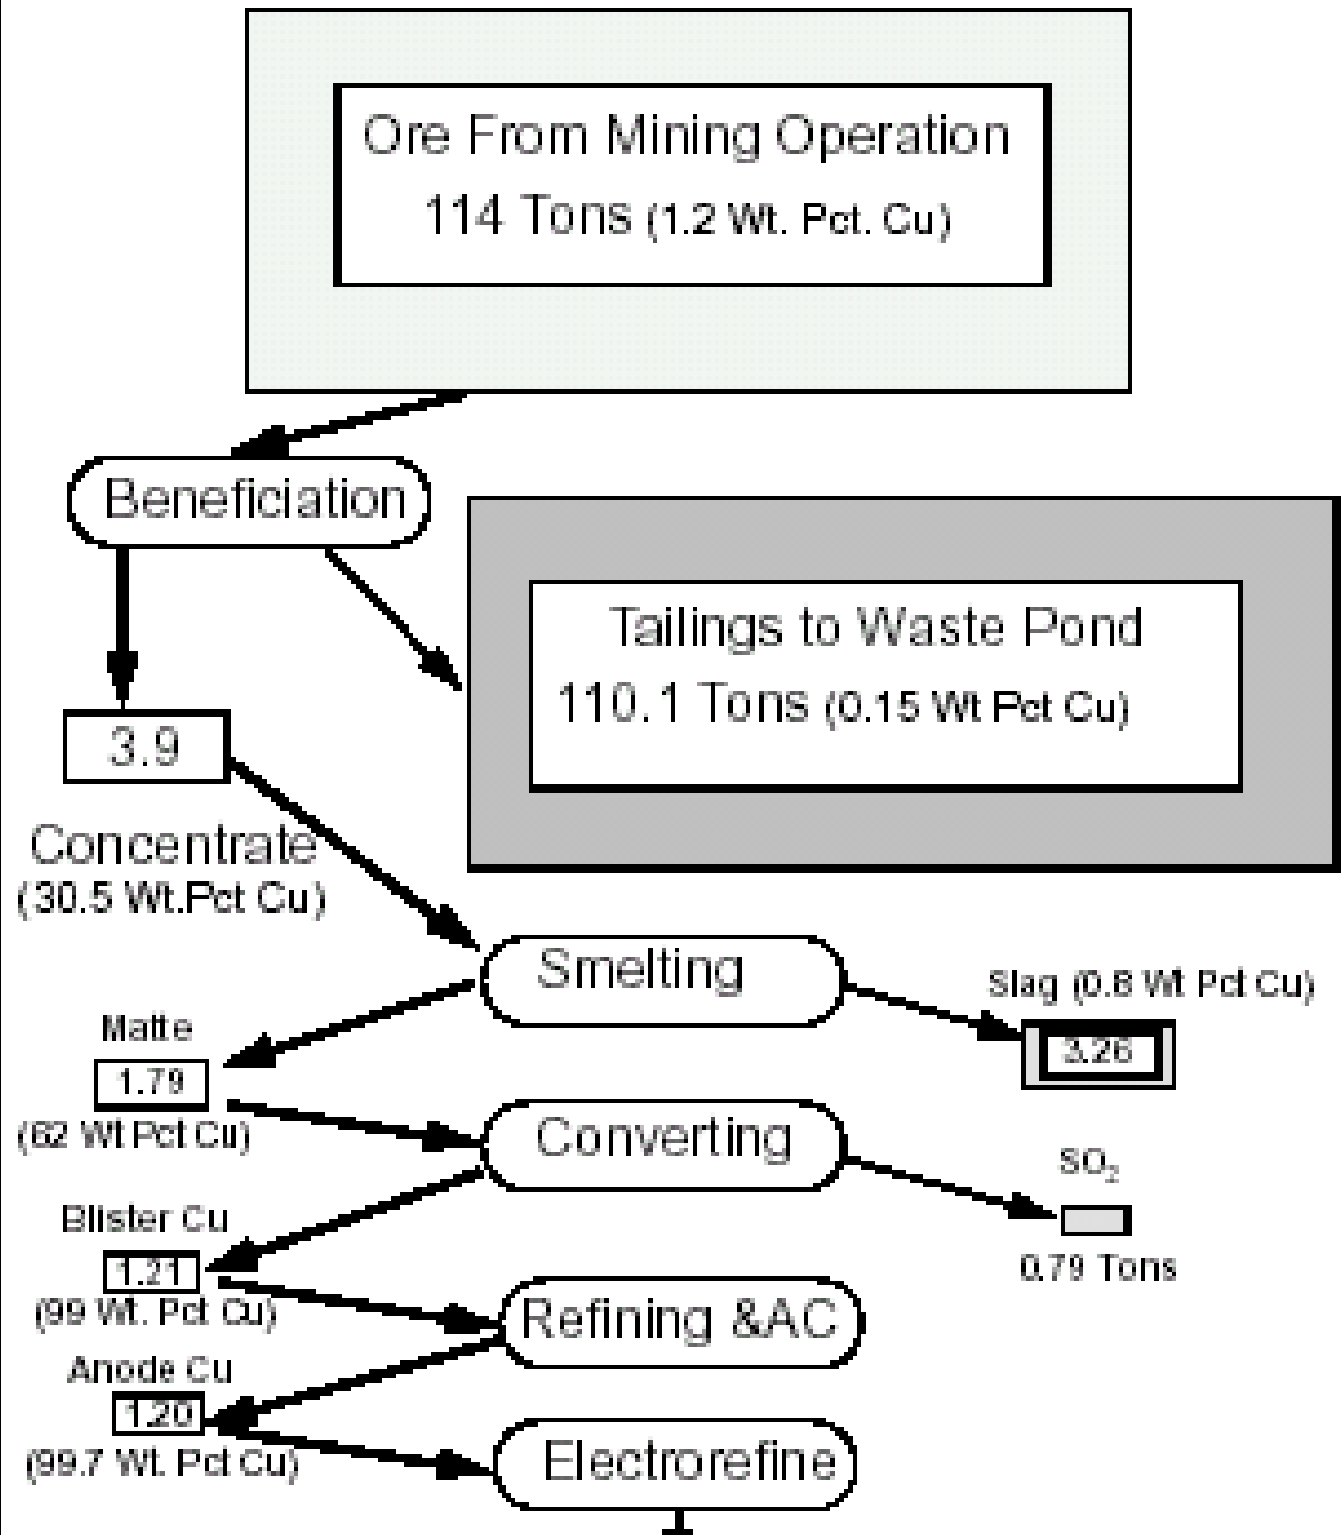 Ore From Mining Operation
114 Tons (1.2 Wt. Pct. Cu)
Beneficiation
Tailings to Waste Pond
110.1 Tons (0.15 Wt Pct Cu)
3.9
Concentrate
(30.5 Wt.Pct Cu)
Smelting
Slag (0.8 Wt Pct Cu)
3.26
Matte
1.79
(62 Wt Pct Cu)
Converting
SO₂
0.79 Tons
Blister Cu
1.21
(99 Wt. Pct Cu)
Refining &AC
Anode Cu
1.20
(99.7 Wt. Pct Cu)
Electrorefine